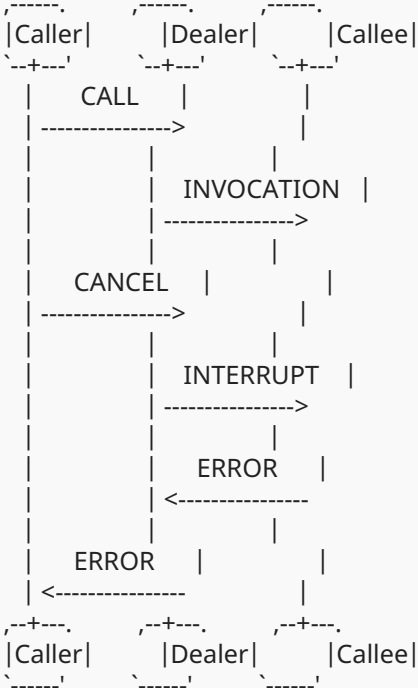 ,------.          ,------.          ,------.
|Caller|          |Dealer|          |Callee|
`--+---'          `--+---'          `--+---'
   |       CALL      |                 |
   | ---------------->                 |
   |                 |                 |
   |                 |    INVOCATION   |
   |                 | ---------------->
   |                 |                 |
   |      CANCEL     |                 |
   | ---------------->                 |
   |                 |                 |
   |                 |    INTERRUPT    |
   |                 | ---------------->
   |                 |                 |
   |                 |      ERROR      |
   |                 | <----------------
   |                 |                 |
   |      ERROR      |                 |
   | <----------------                 |
,--+---.          ,--+---.          ,--+---.
|Caller|          |Dealer|          |Callee|
`------'          `------'          `------'